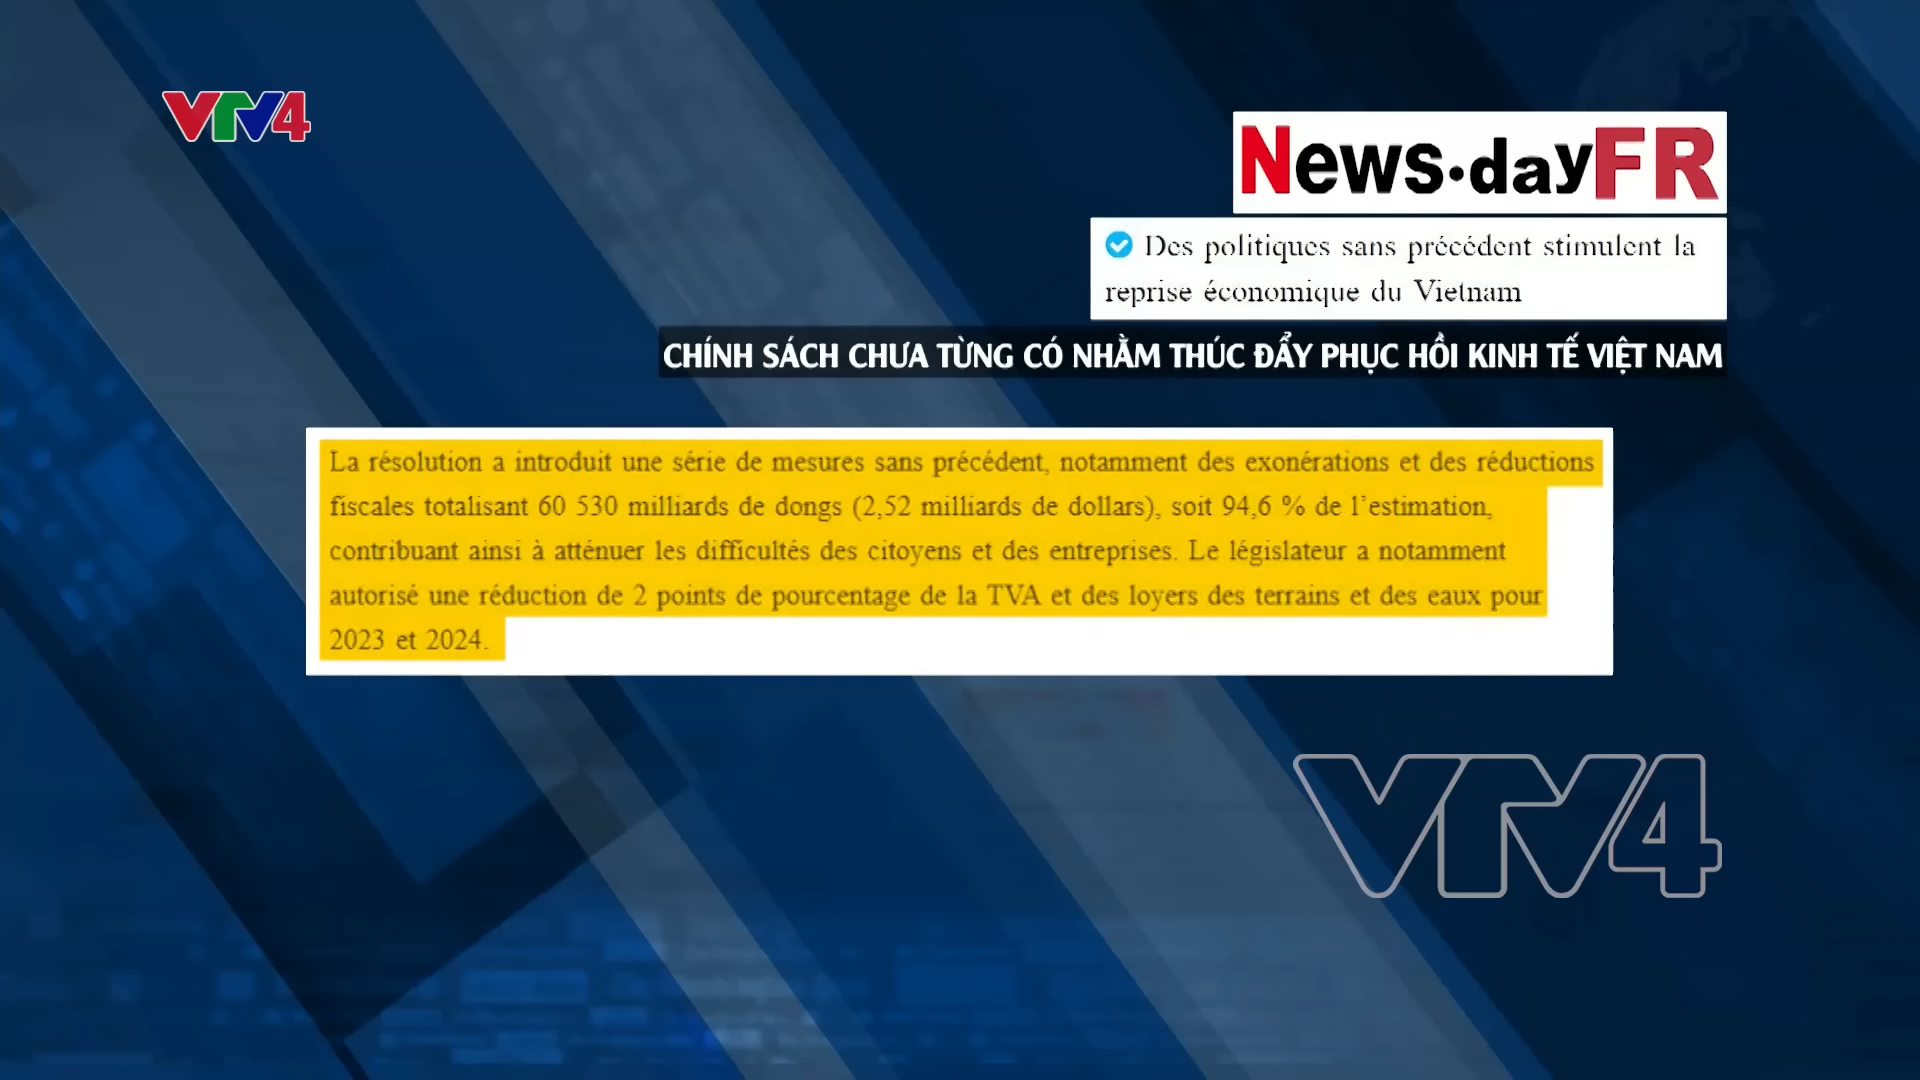 VTV4
News·dayFR
Des politiques sans précédent stimulent la
reprise économique du Vietnam
CHÍNH SÁCH CHƯA TỪNG CÓ NHẰM THÚC ĐẨY PHỤC HỒI KINH TẾ VIỆT NAM
La résolution a introduit une série de mesures sans précédent, notamment des exonérations et des réductions
fiscales totalisant 60 530 milliards de dongs (2,52 milliards de dollars), soit 94,6 % de l’estimation,
contribuant ainsi à atténuer les difficultés des citoyens et des entreprises. Le législateur a notamment
autorisé une réduction de 2 points de pourcentage de la TVA et des loyers des terrains et des eaux pour
2023 et 2024.
VTV4